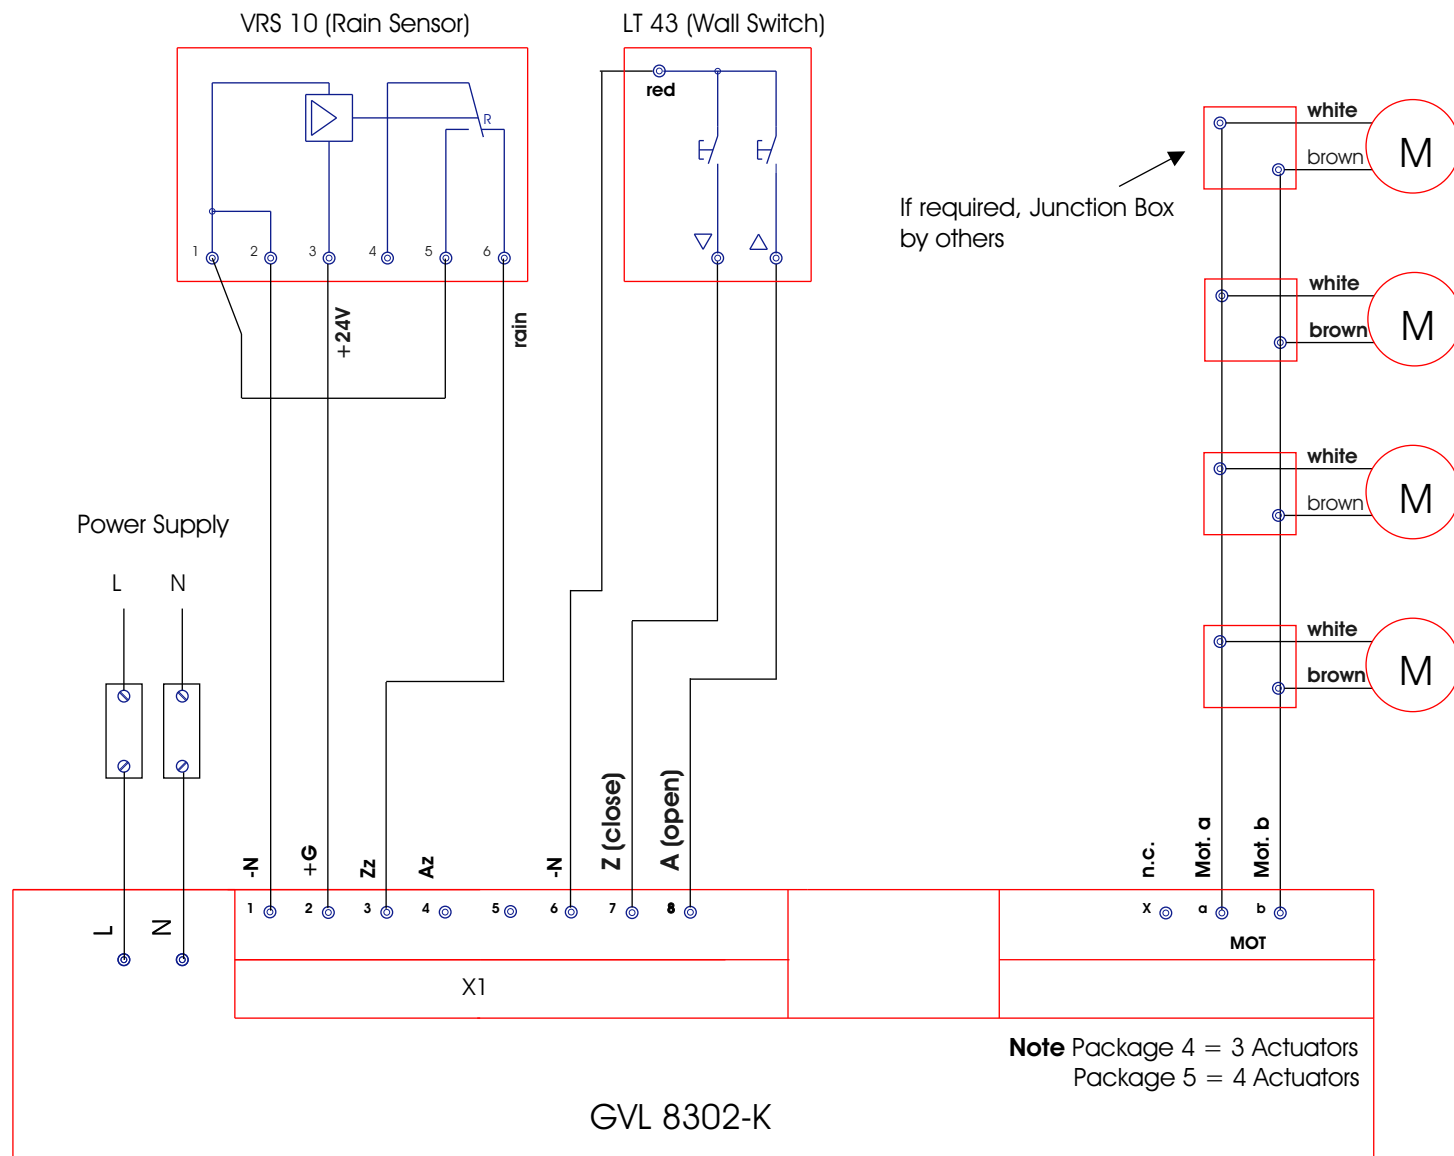 VRS 10 (Rain Sensor)
LT 43 (Wall Switch)
red
R
1 2 3 4 5 6
+24V
rain
white
brown
M
If required, Junction Box
by others
white
brown
M
white
brown
M
white
brown
M
Power Supply
L N
-N
+G
Zz
Az
-N
Z (close)
A (open)
n.c.
Mot. a
Mot. b
L
N
1 2 3 4 5 6 7 8
X a b
MOT
X1
Note Package 4 = 3 Actuators
Package 5 = 4 Actuators
GVL 8302-K